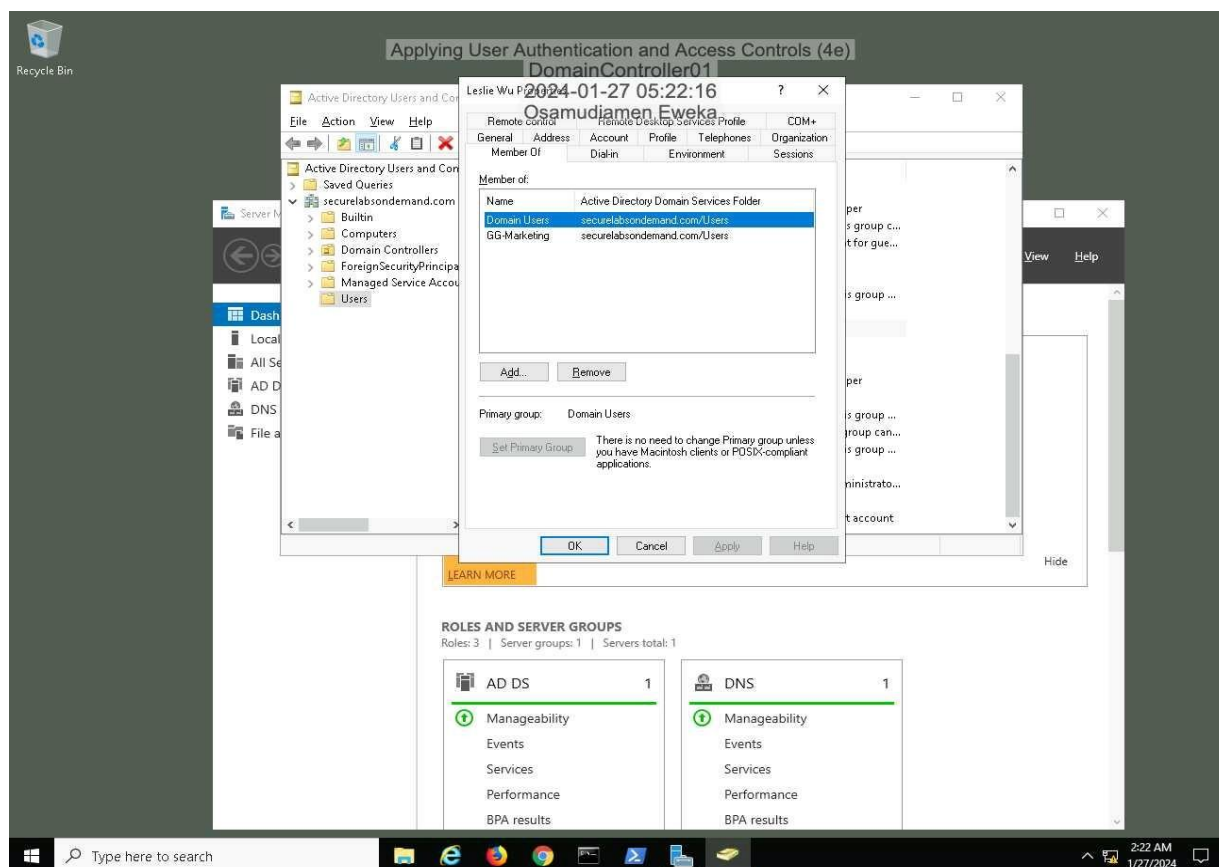 Recycle Bin
Applying User Authentication and Access Controls (4e)
DomainController01
2024-01-27 05:22:16
Osamudiamen Eweka
Active Directory Users and Con
File Action View Help
Active Directory Users and Con
Saved Queries
securelabsondemand.com
Builtin
Computers
Domain Controllers
ForeignSecurityPrincipa
Managed Service Accou
Users
Leslie Wu
? ×
Remote control Remote Desktop Services Profile COM+
General Address Account Profile Telephones Organization
Member Of Dial-in Environment Sessions
Member of:
Name Active Directory Domain Services Folder
Domain Users securelabsondemand.com/Users
GG-Marketing securelabsondemand.com/Users
Add... Remove
Primary group: Domain Users
Set Primary Group
There is no need to change Primary group unless
you have Macintosh clients or POSIX-compliant
applications.
OK Cancel Apply Help
per
s group c...
t for gue...
is group ...
per
is group ...
group can...
is group ...
ministrato...
t account
Server M
View Help
Dash
Local
All Se
AD D
DNS
File a
LEARN MORE
Hide
ROLES AND SERVER GROUPS
Roles: 3 | Server groups: 1 | Servers total: 1
AD DS 1
Manageability
Events
Services
Performance
BPA results
DNS 1
Manageability
Events
Services
Performance
BPA results
Type here to search
2:22 AM
1/27/2024